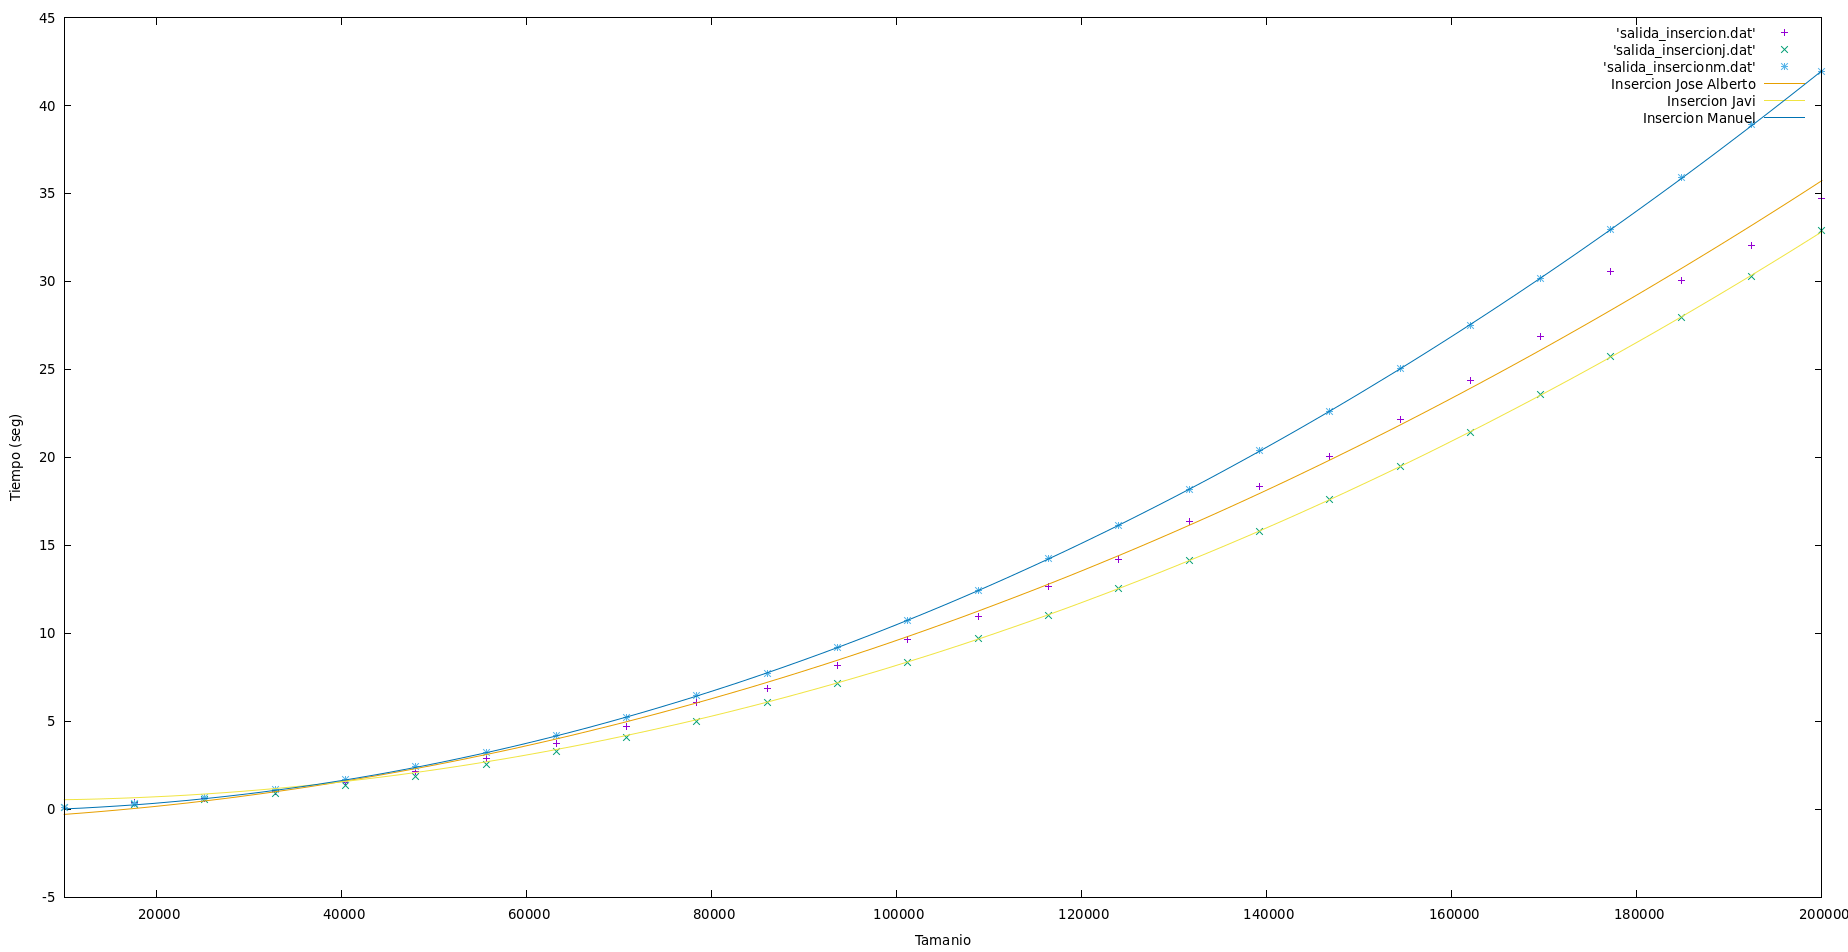 45
40
35
30
25
20
15
10
5
0
-5
Tiempo (seg)
'salida_insercion.dat'
'salida_insercionj.dat'
'salida_insercionm.dat'
Insercion Jose Alberto
Insercion Javi
Insercion Manuel
20000 40000 60000 80000 100000 120000 140000 160000 180000 200000
Tamanio